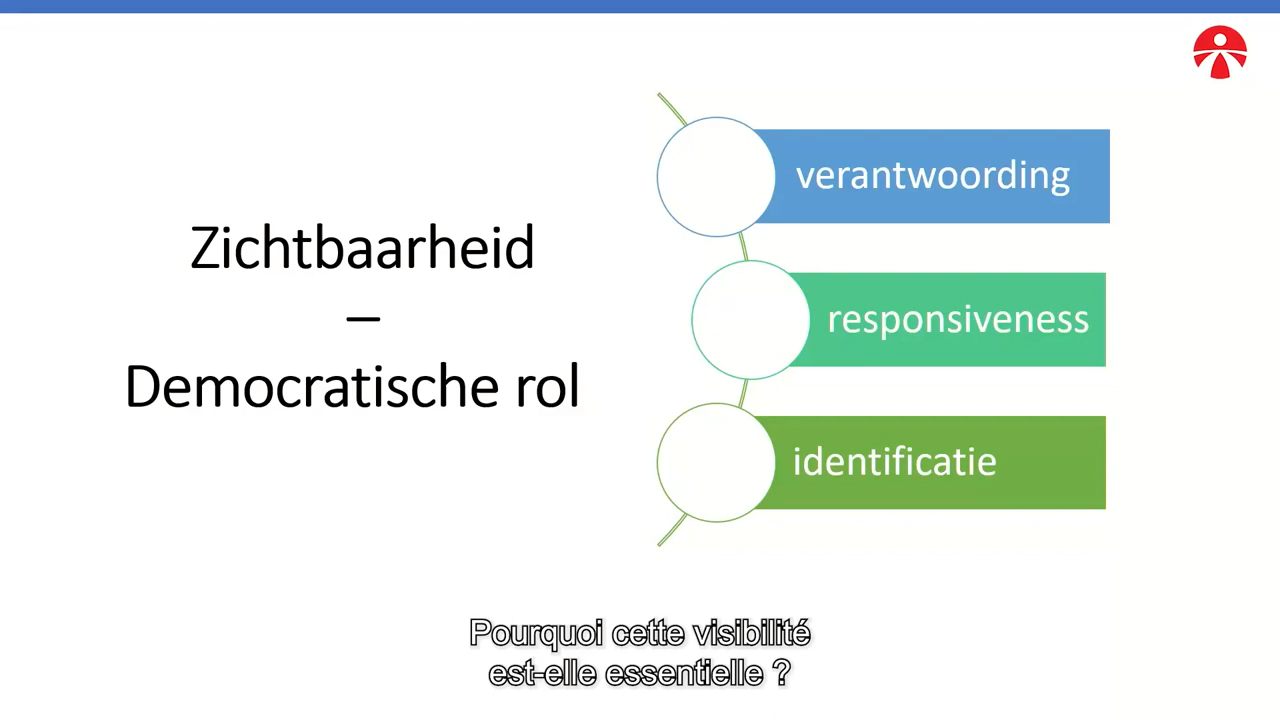 Zichtbaarheid
–
Democratische rol
verantwoording
responsiveness
identificatie
Pourquoi cette visibilité
est-elle essentielle ?